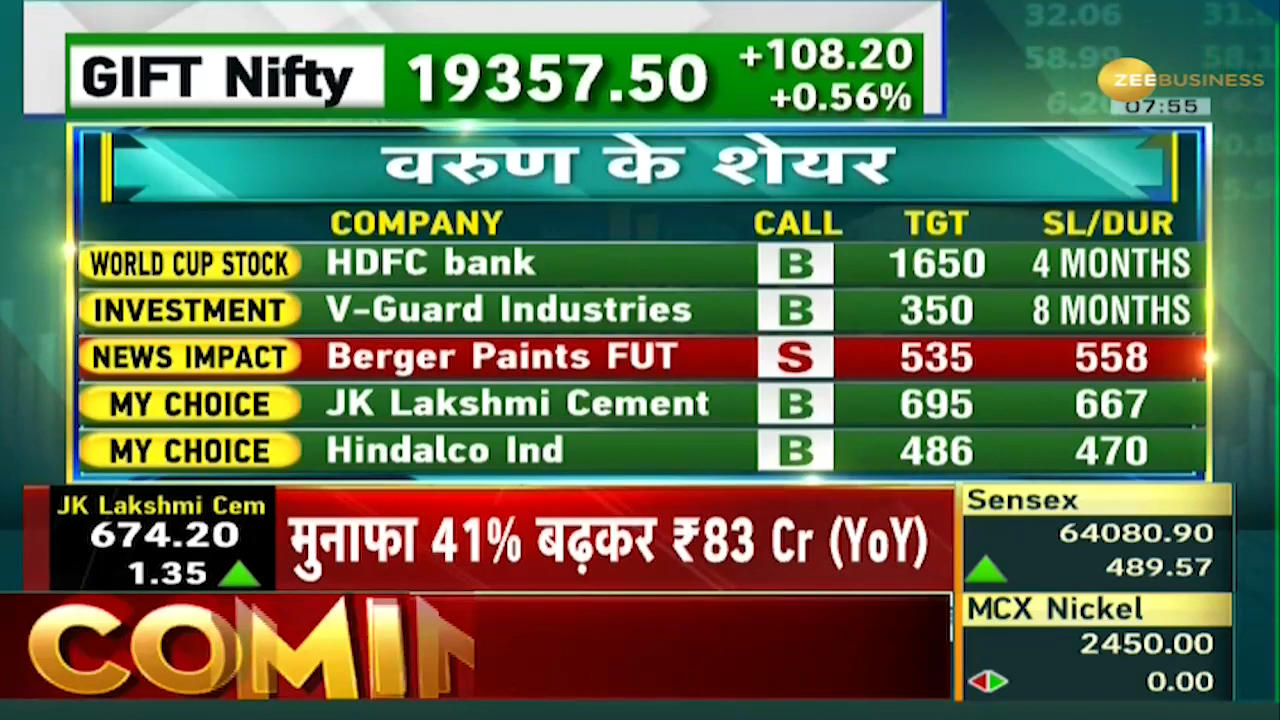 GIFT Nifty 19357.50 +108.20 +0.56%
ZEEBUSINESS
07:55
वरुण के शेयर
COMPANY CALL TGT SL/DUR
WORLD CUP STOCK HDFC bank B 1650 4 MONTHS
INVESTMENT V-Guard Industries B 350 8 MONTHS
NEWS IMPACT Berger Paints FUT S 535 558
MY CHOICE JK Lakshmi Cement B 695 667
MY CHOICE Hindalco Ind B 486 470
JK Lakshmi Cem
674.20
1.35
मुनाफा 41% बढ़कर ₹83 Cr (YoY)
Sensex
64080.90
489.57
MCX Nickel
2450.00
0.00
COMIN